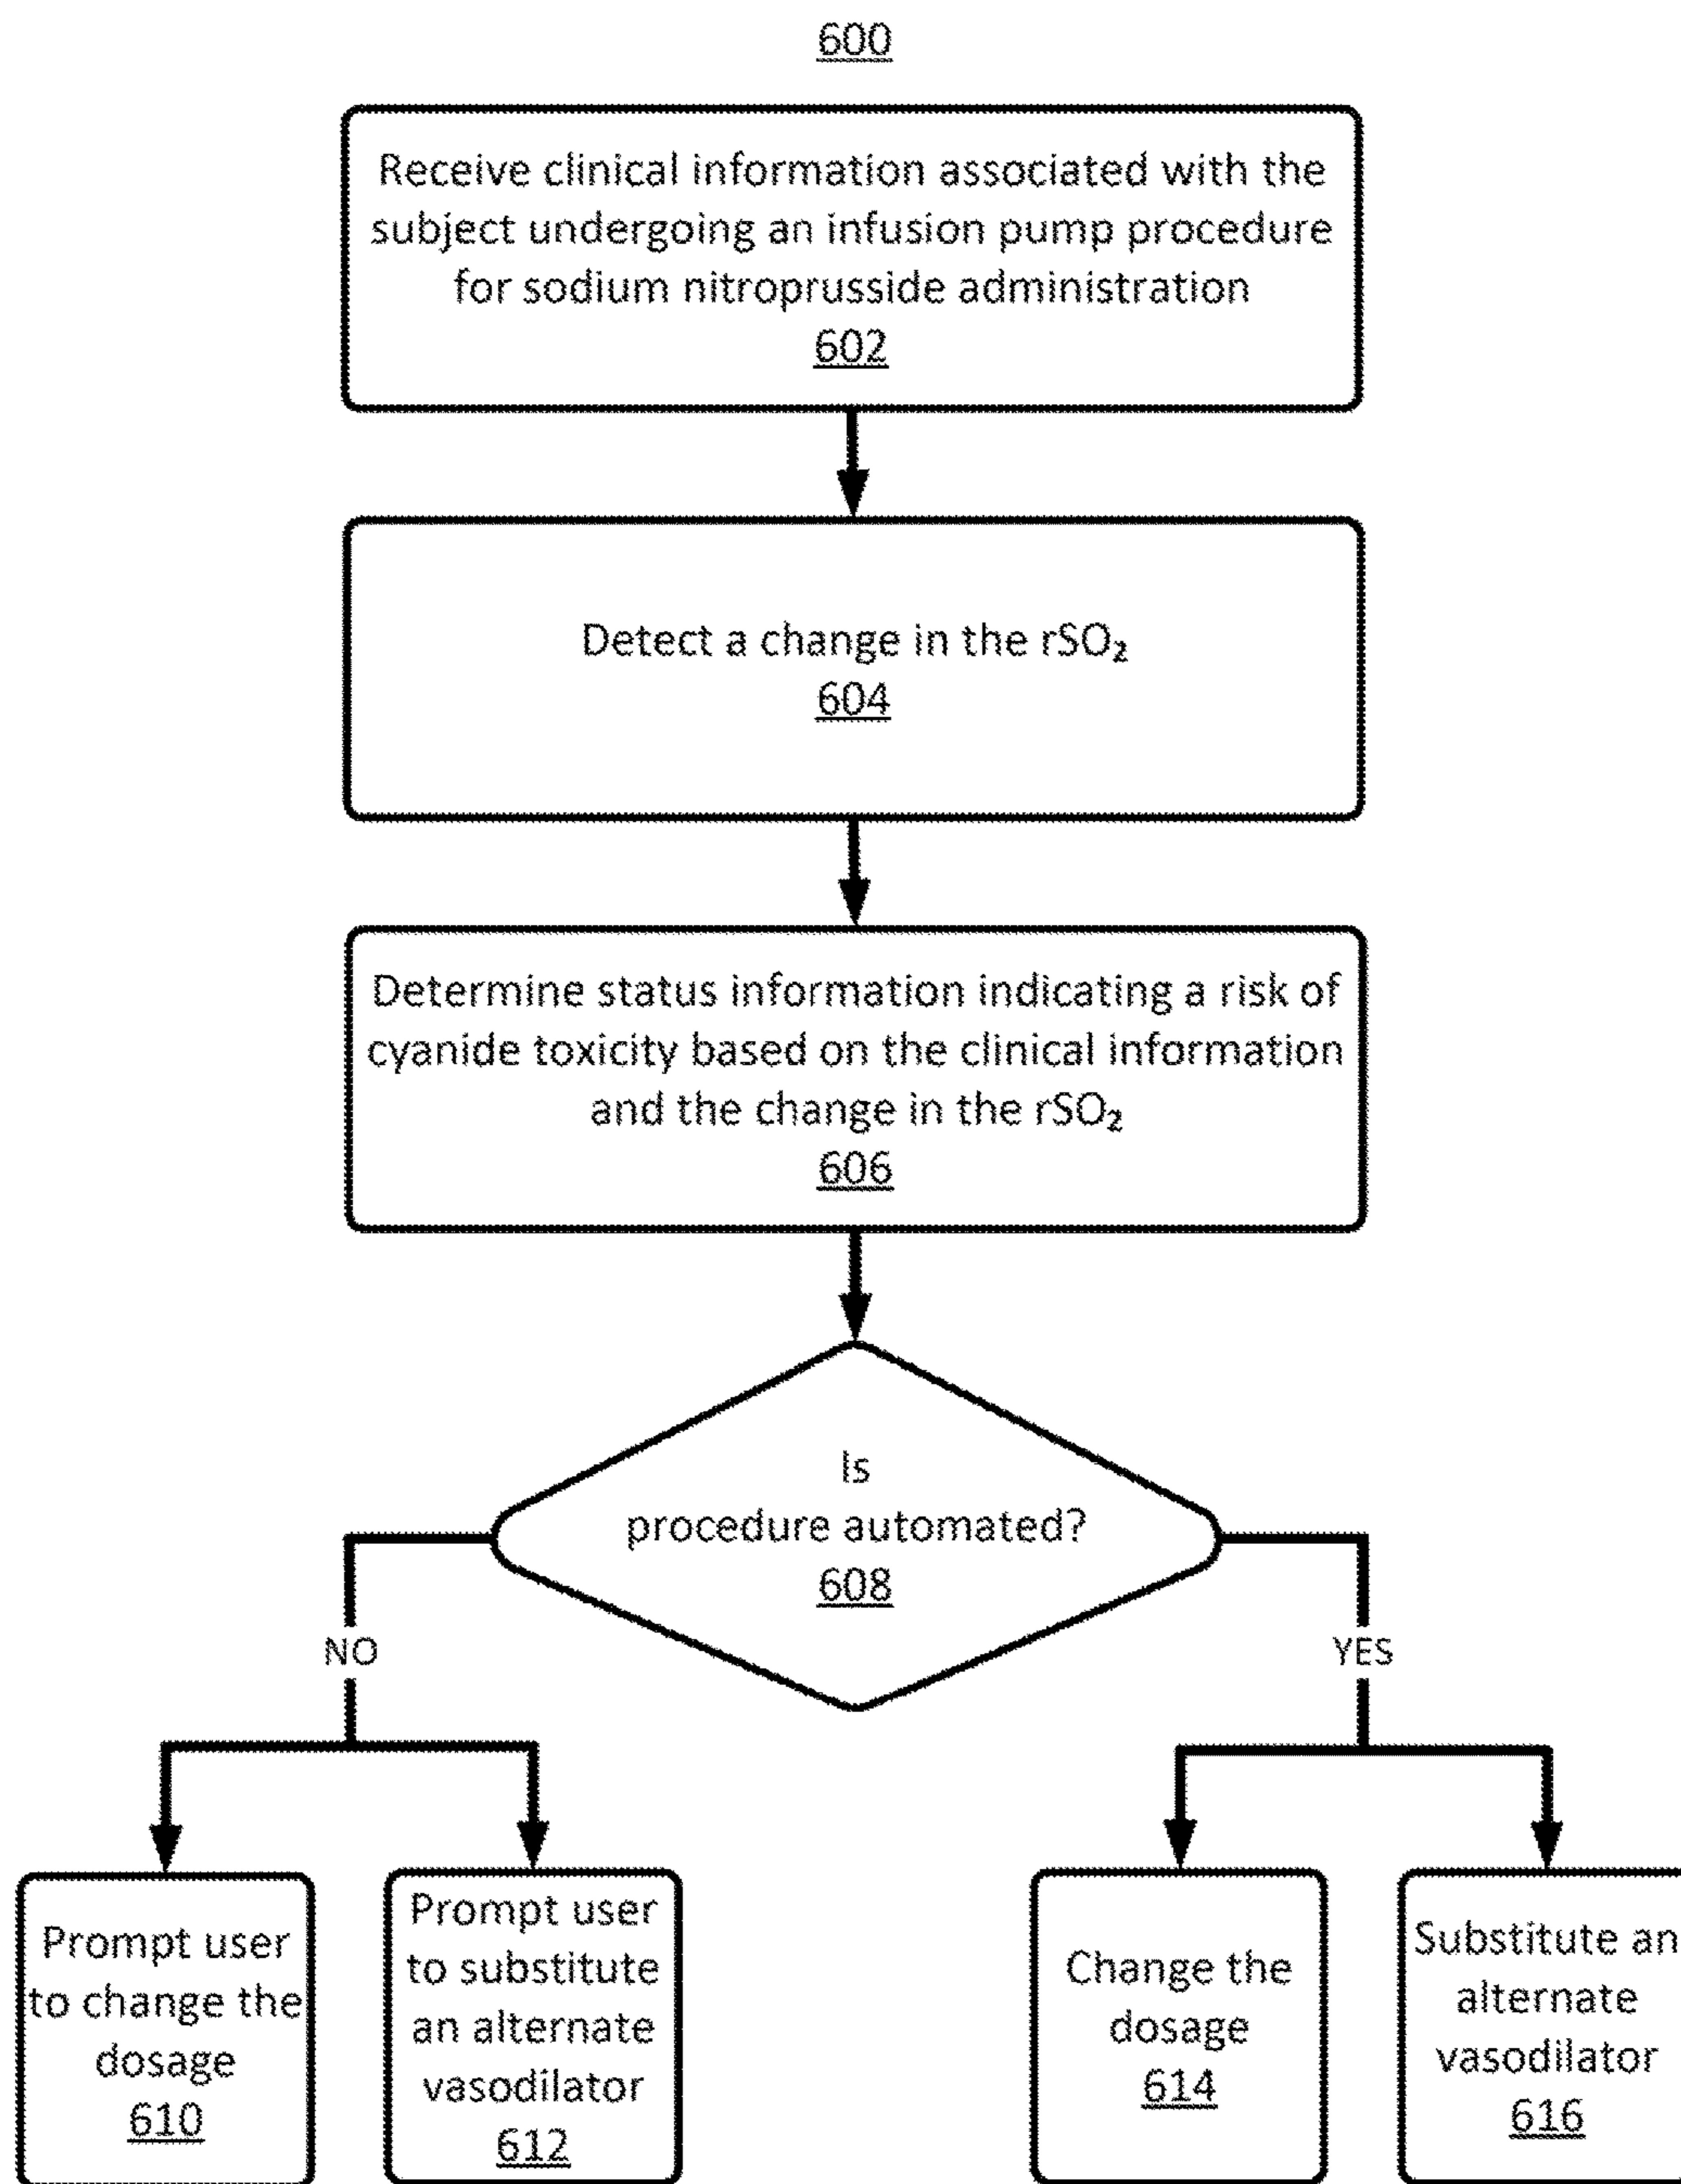 600
Receive clinical information associated with the
subject undergoing an infusion pump procedure
for sodium nitroprusside administration
602
Detect a change in the rSO₂
604
Determine status information indicating a risk of
cyanide toxicity based on the clinical information
and the change in the rSO₂
606
Is
procedure automated?
608
NO
YES
Prompt user
to change the
dosage
610
Prompt user
to substitute
an alternate
vasodilator
612
Change the
dosage
614
Substitute an
alternate
vasodilator
616